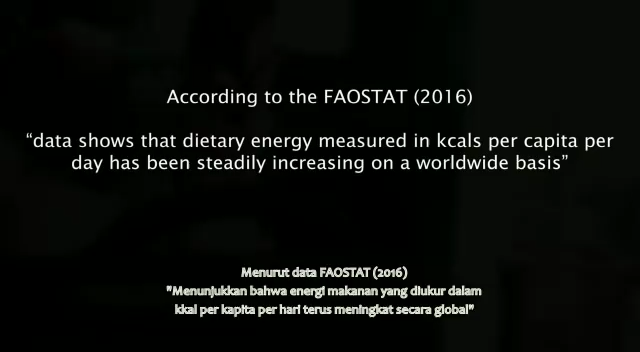 According to the FAOSTAT (2016)
“data shows that dietary energy measured in kcals per capita per
day has been steadily increasing on a worldwide basis”
Menurut data FAOSTAT (2016)
"Menunjukkan bahwa energi makanan yang diukur dalam
kkal per kapita per hari terus meningkat secara global"